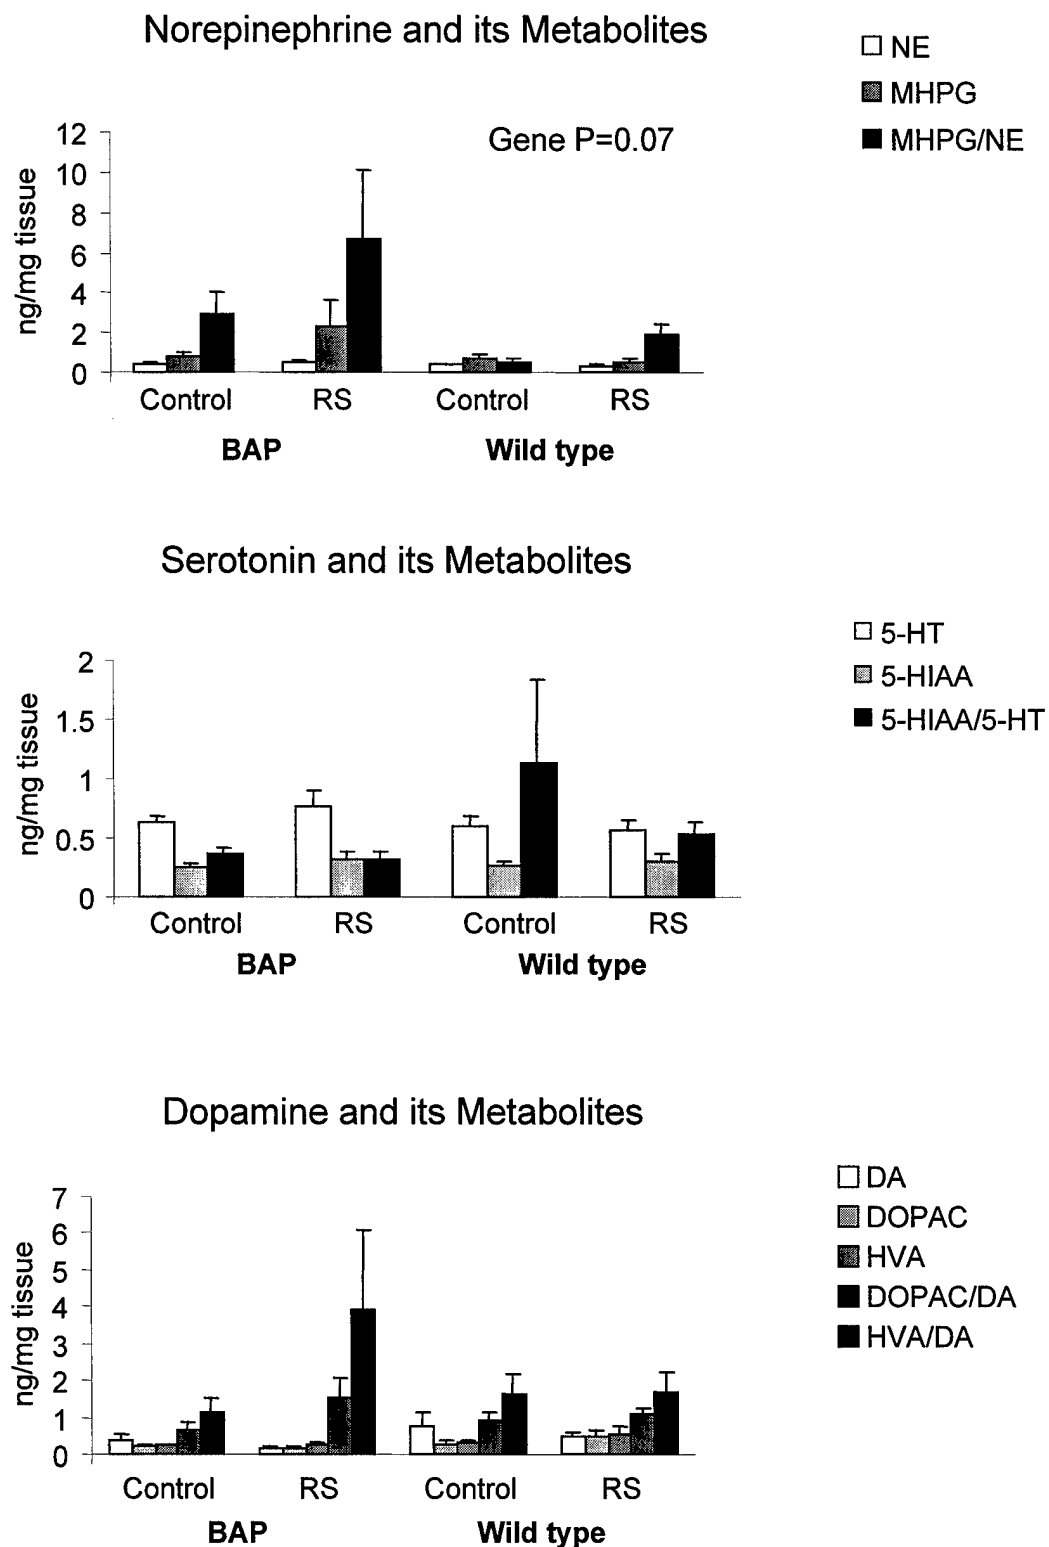 Norepinephrine and its Metabolites
NE
MHPG
MHPG/NE
Gene P=0.07
ng/mg tissue
12
10
8
6
4
2
0
Control RS Control RS
BAP Wild type
Serotonin and its Metabolites
5-HT
5-HIAA
5-HIAA/5-HT
ng/mg tissue
2
1.5
1
0.5
0
Control RS Control RS
BAP Wild type
Dopamine and its Metabolites
DA
DOPAC
HVA
DOPAC/DA
HVA/DA
ng/mg tissue
7
6
5
4
3
2
1
0
Control RS Control RS
BAP Wild type